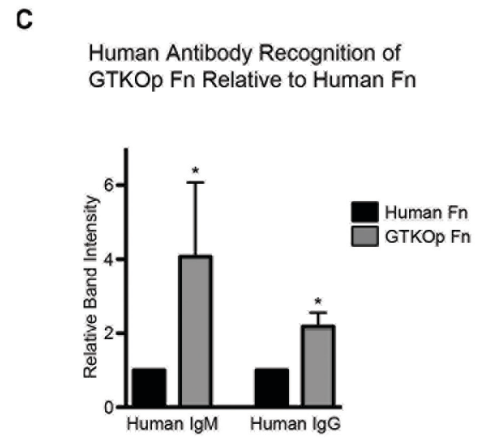 C
Human Antibody Recognition of
GTKOp Fn Relative to Human Fn
Relative Band Intensity
6
4
2
0
*
*
Human IgM
Human IgG
Human Fn
GTKOp Fn